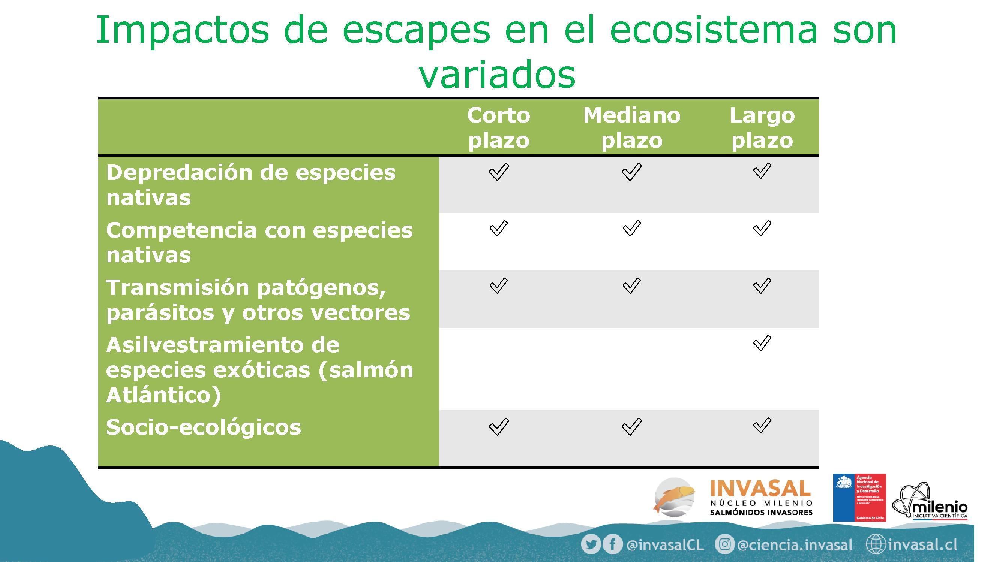 Impactos de escapes en el ecosistema son
variados
Corto plazo
Mediano plazo
Largo plazo
Depredación de especies
nativas
✓ ✓ ✓
Competencia con especies
nativas
✓ ✓ ✓
Transmisión patógenos,
parásitos y otros vectores
✓ ✓ ✓
Asilvestramiento de
especies exóticas (salmón
Atlántico)
✓
Socio-ecológicos
✓ ✓ ✓
INVASAL
NÚCLEO MILENIO
SALMÓNIDOS INVASORES
Agencia
Nacional de
Investigación
y Desarrollo
Ministerio de Ciencia,
Tecnología, Conocimiento
e Innovación
Gobierno de Chile
milenio
INICIATIVA CIENTÍFICA
@invasalCL
@ciencia.invasal
invasal.cl